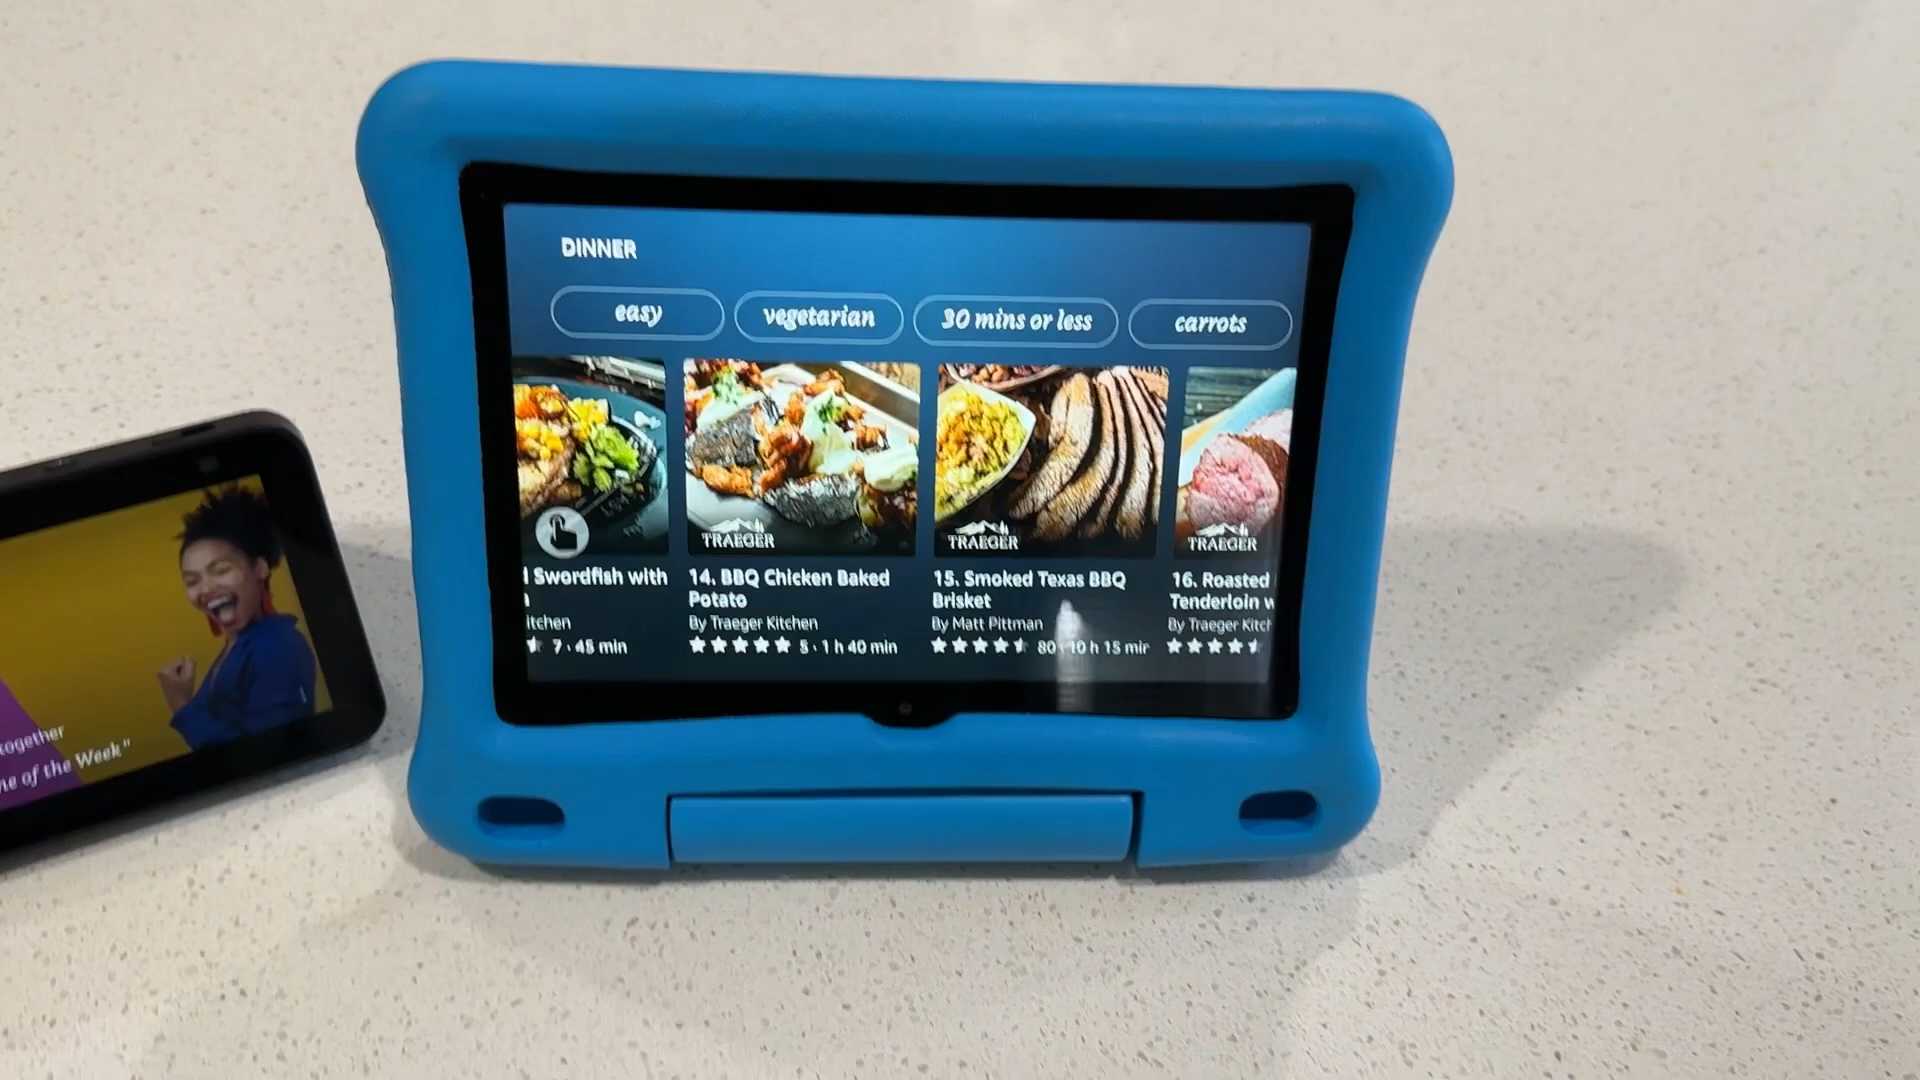 DINNER
easy
vegetarian
30 mins or less
carrots
TRAEGER
TRAEGER
TRAEGER
Swordfish with
itchen
7 · 45 min
14. BBQ Chicken Baked
Potato
By Traeger Kitchen
5 · 1 h 40 min
15. Smoked Texas BBQ
Brisket
By Matt Pittman
80 · 10 h 15 min
16. Roasted
Tenderloin w
By Traeger Kitch
together
ne of the Week"